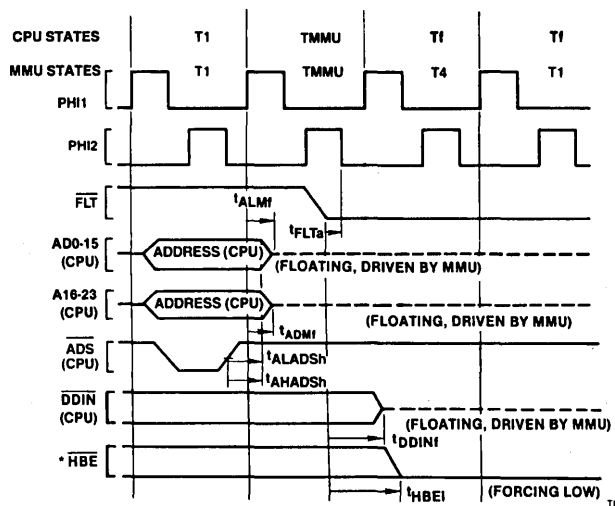 CPU STATES T1 TMMU Tf Tf
MMU STATES T1 TMMU T4 T1
PHI1
PHI2
FLT
tALMf
tFLTa
AD0-15
(CPU)
ADDRESS (CPU)
(FLOATING, DRIVEN BY MMU)
A16-23
(CPU)
ADDRESS (CPU)
(FLOATING, DRIVEN BY MMU)
tADMf
ADS
(CPU)
tALADSh
tAHADSh
DDIN
(CPU)
(FLOATING, DRIVEN BY MMU)
tDDINf
* HBE
tHBEI
(FORCING LOW)